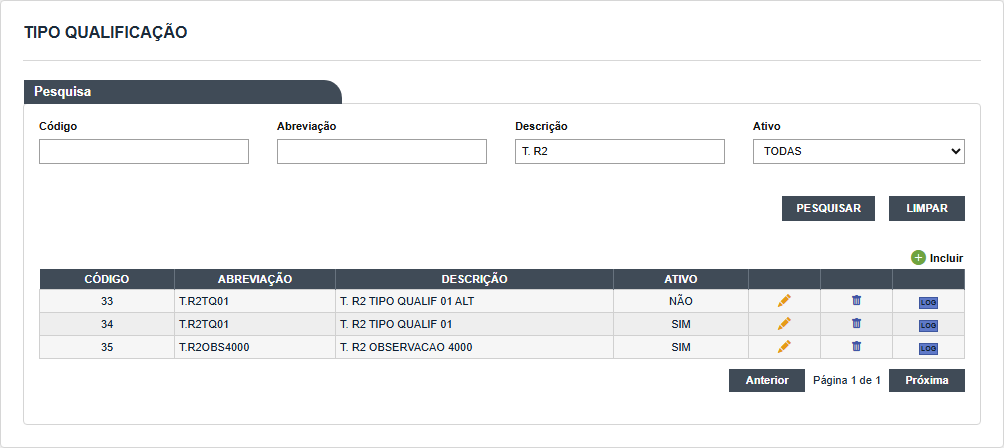 TIPO QUALIFICAÇÃO
Pesquisa
Código Abreviação Descrição Ativo
T. R2 TODAS
PESQUISAR LIMPAR
Incluir
CÓDIGO ABREVIAÇÃO DESCRIÇÃO ATIVO
33 T.R2TQ01 T. R2 TIPO QUALIF 01 ALT NÃO LOG
34 T.R2TQ01 T. R2 TIPO QUALIF 01 SIM LOG
35 T.R2OBS4000 T. R2 OBSERVACAO 4000 SIM LOG
Anterior Página 1 de 1 Próxima